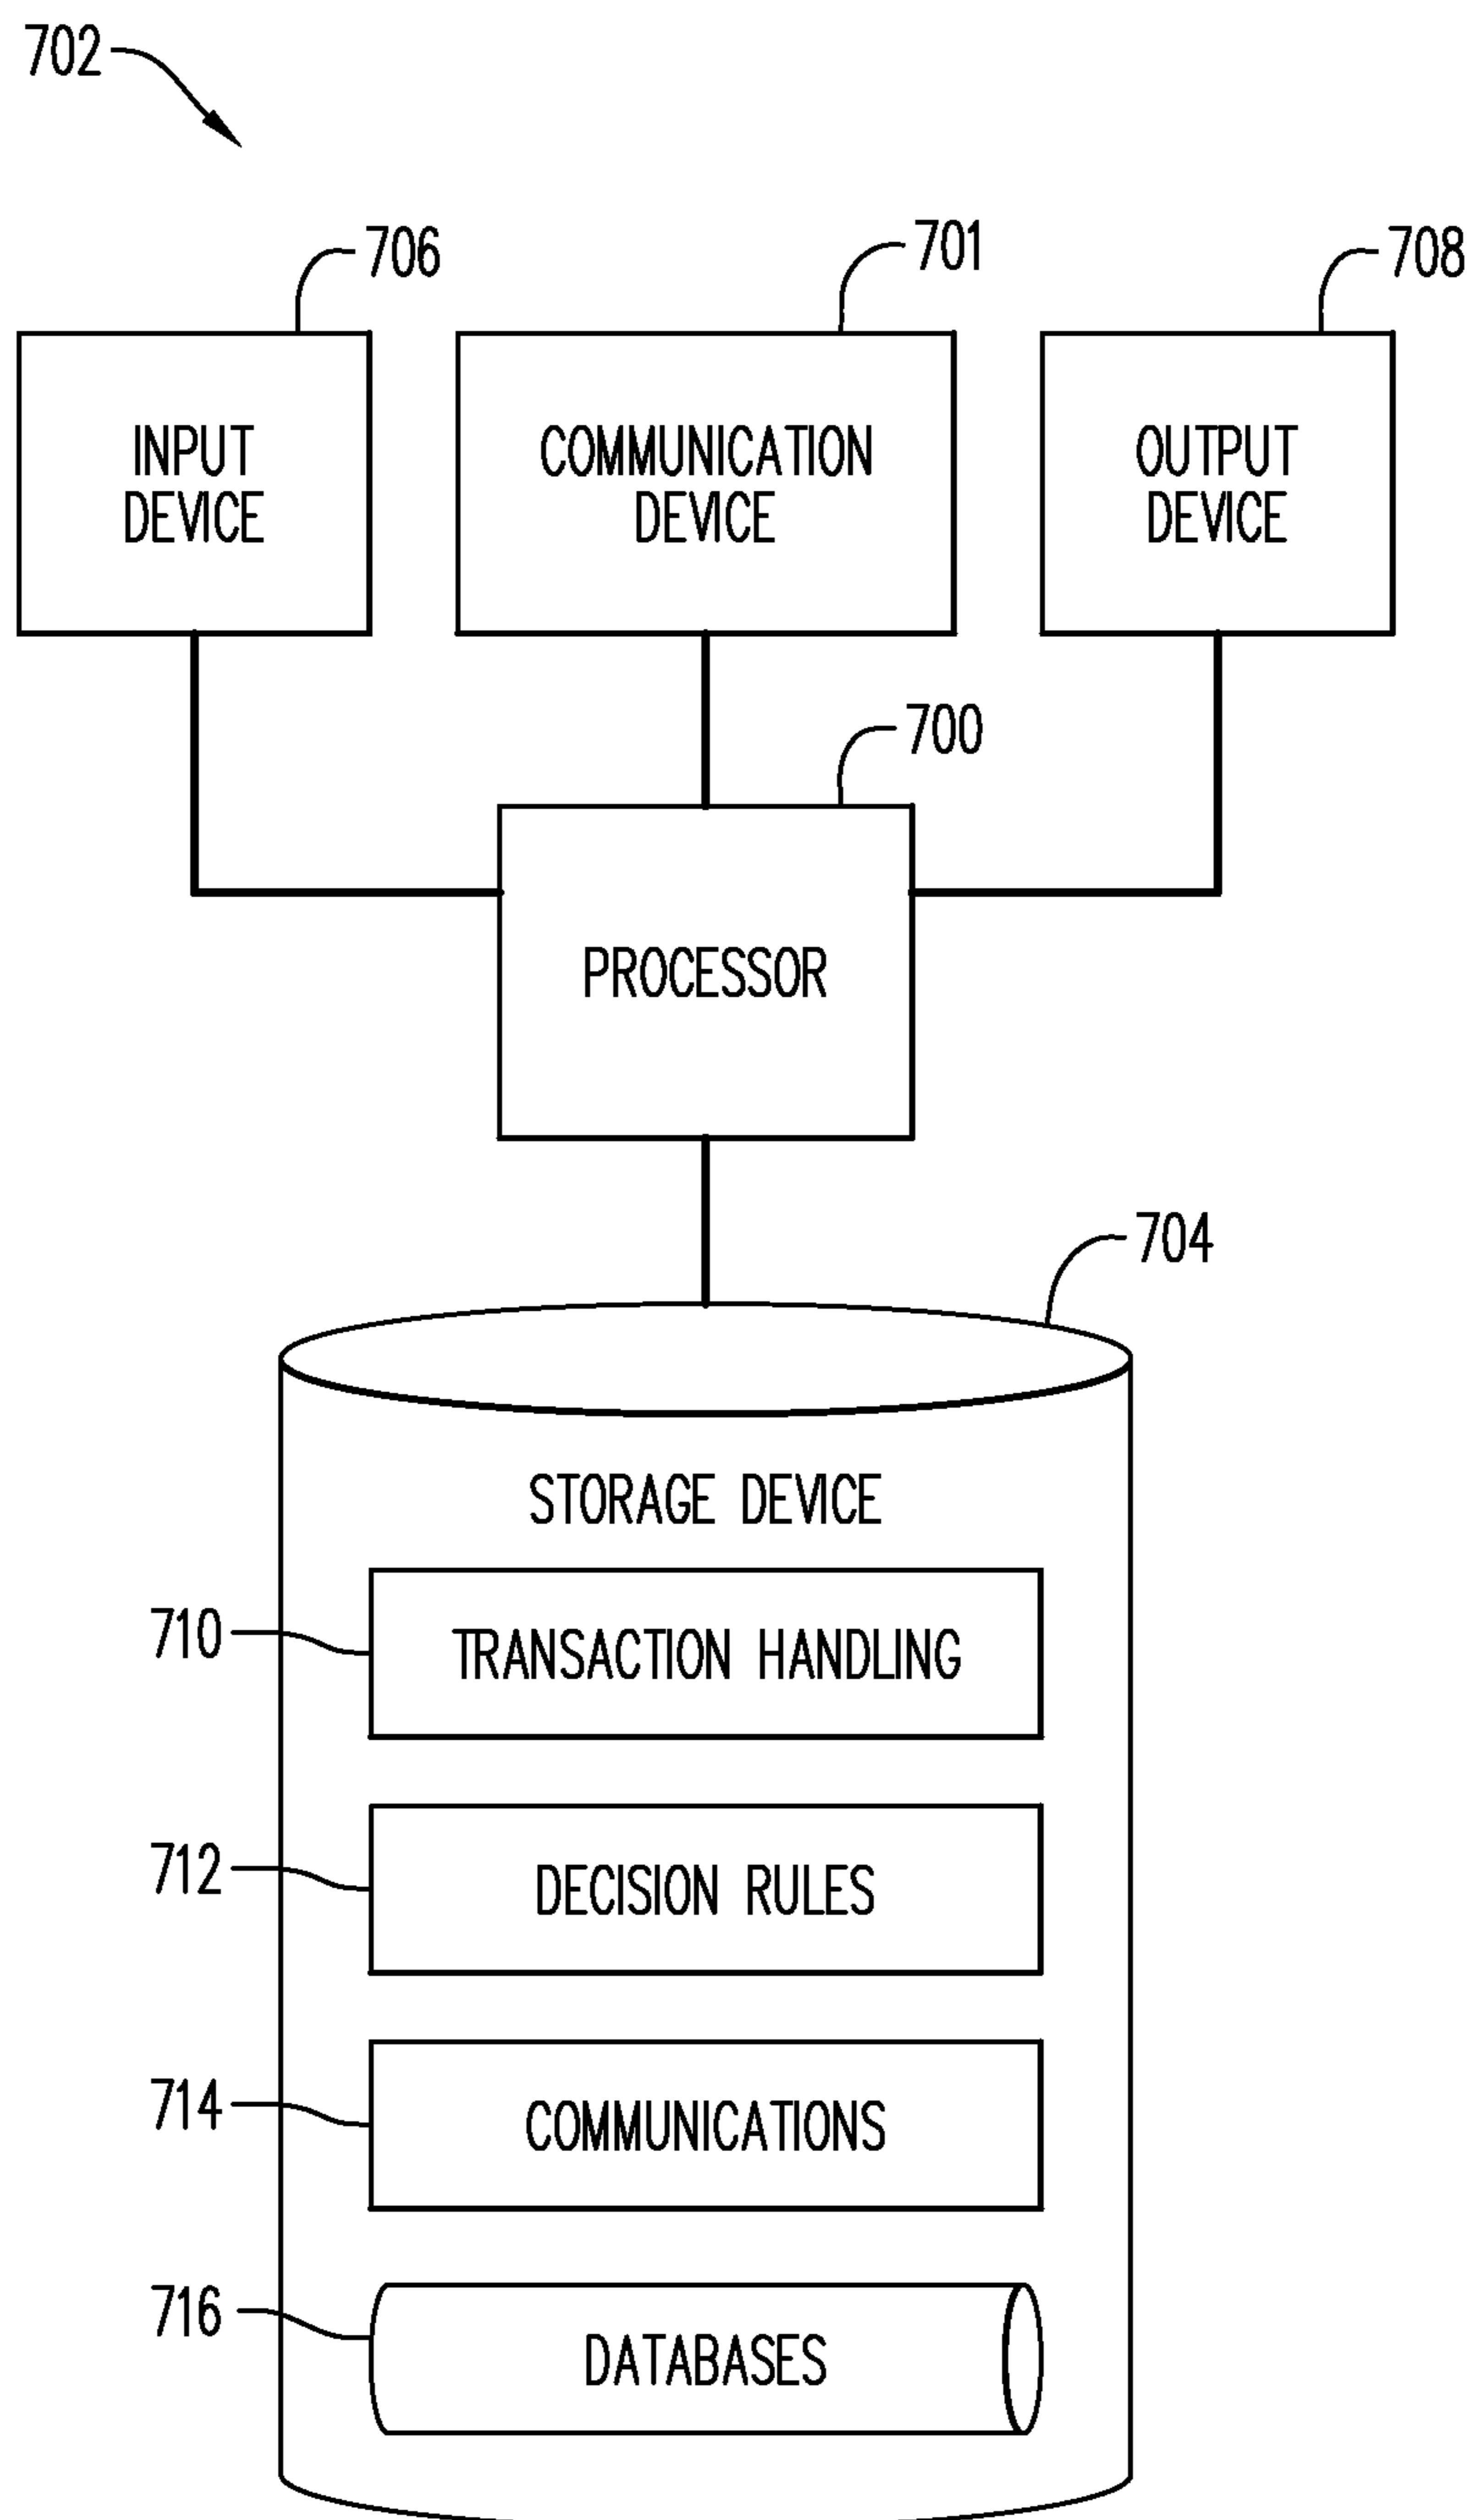 702
706
701
708
INPUT
DEVICE
COMMUNICATION
DEVICE
OUTPUT
DEVICE
700
PROCESSOR
704
STORAGE DEVICE
710
TRANSACTION HANDLING
712
DECISION RULES
714
COMMUNICATIONS
716
DATABASES